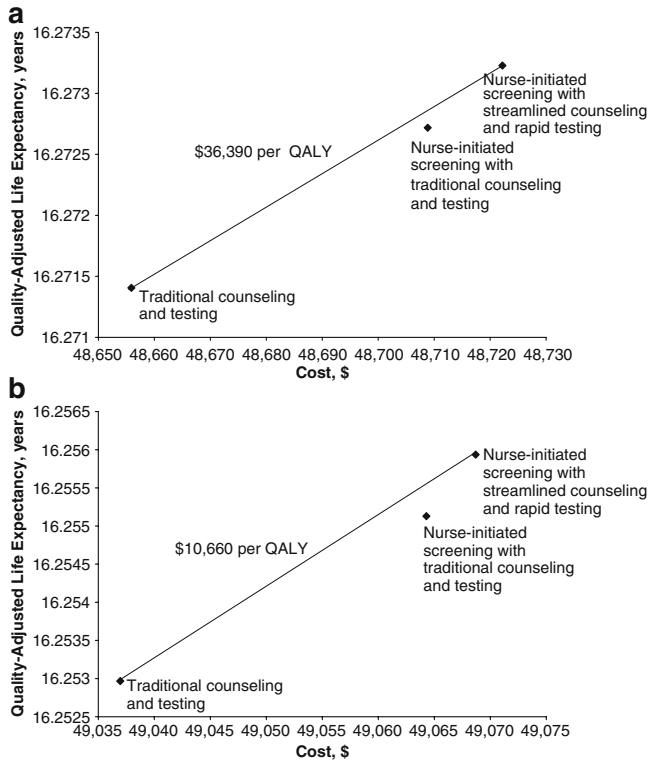 a
Quality-Adjusted Life Expectancy, years
16.2735
16.273
16.2725
16.272
16.2715
16.271
$36,390 per QALY
Nurse-initiated
screening with
streamlined counseling
and rapid testing
Nurse-initiated
screening with
traditional counseling
and testing
Traditional counseling
and testing
48,650 48,660 48,670 48,680 48,690 48,700 48,710 48,720 48,730
Cost, $
b
Quality-Adjusted Life Expectancy, years
16.2565
16.256
16.2555
16.255
16.2545
16.254
16.2535
16.253
16.2525
$10,660 per QALY
Nurse-initiated
screening with
streamlined counseling
and rapid testing
Nurse-initiated
screening with
traditional counseling
and testing
Traditional counseling
and testing
49,035 49,040 49,045 49,050 49,055 49,060 49,065 49,070 49,075
Cost, $